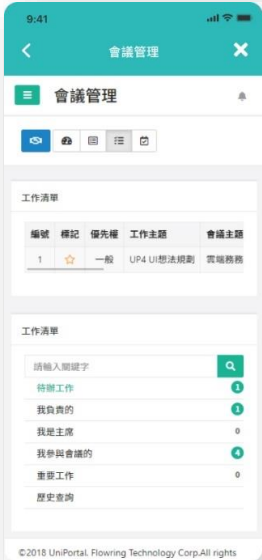 9:41
會議管理
會議管理
工作清單
編號 標記 優先權 工作主題 會議主題
1 一般 UP4 UI想法規劃 雲端務務
工作清單
請輸入關鍵字
待辦工作 1
我負責的 1
我是主席 0
我參與會議的 4
重要工作 0
歷史查詢
©2018 UniPortal. Flowring Technology Corp.All rights